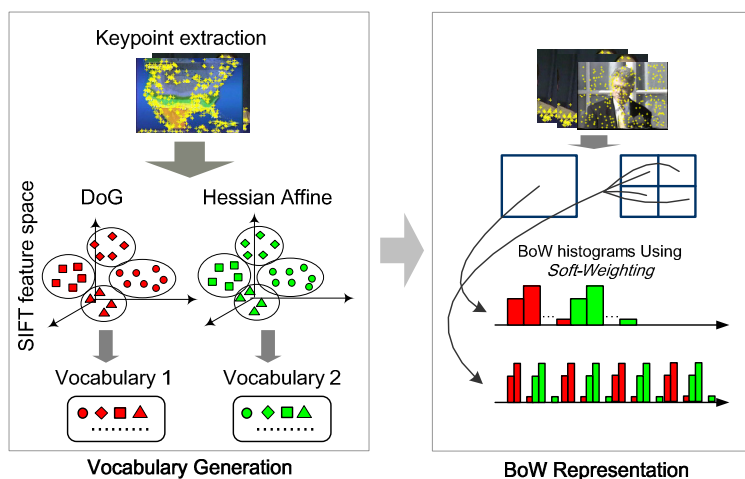 Keypoint extraction
DoG
Hessian Affine
SIFT feature space
Vocabulary 1
Vocabulary 2
Vocabulary Generation
BoW histograms Using
Soft-Weighting
BoW Representation